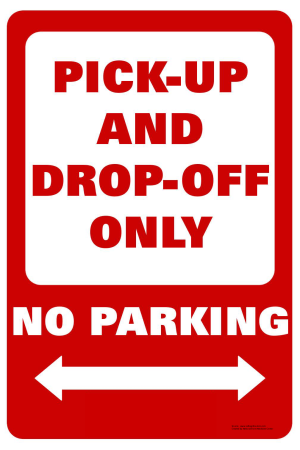 PICK-UP
AND
DROP-OFF
ONLY
NO PARKING